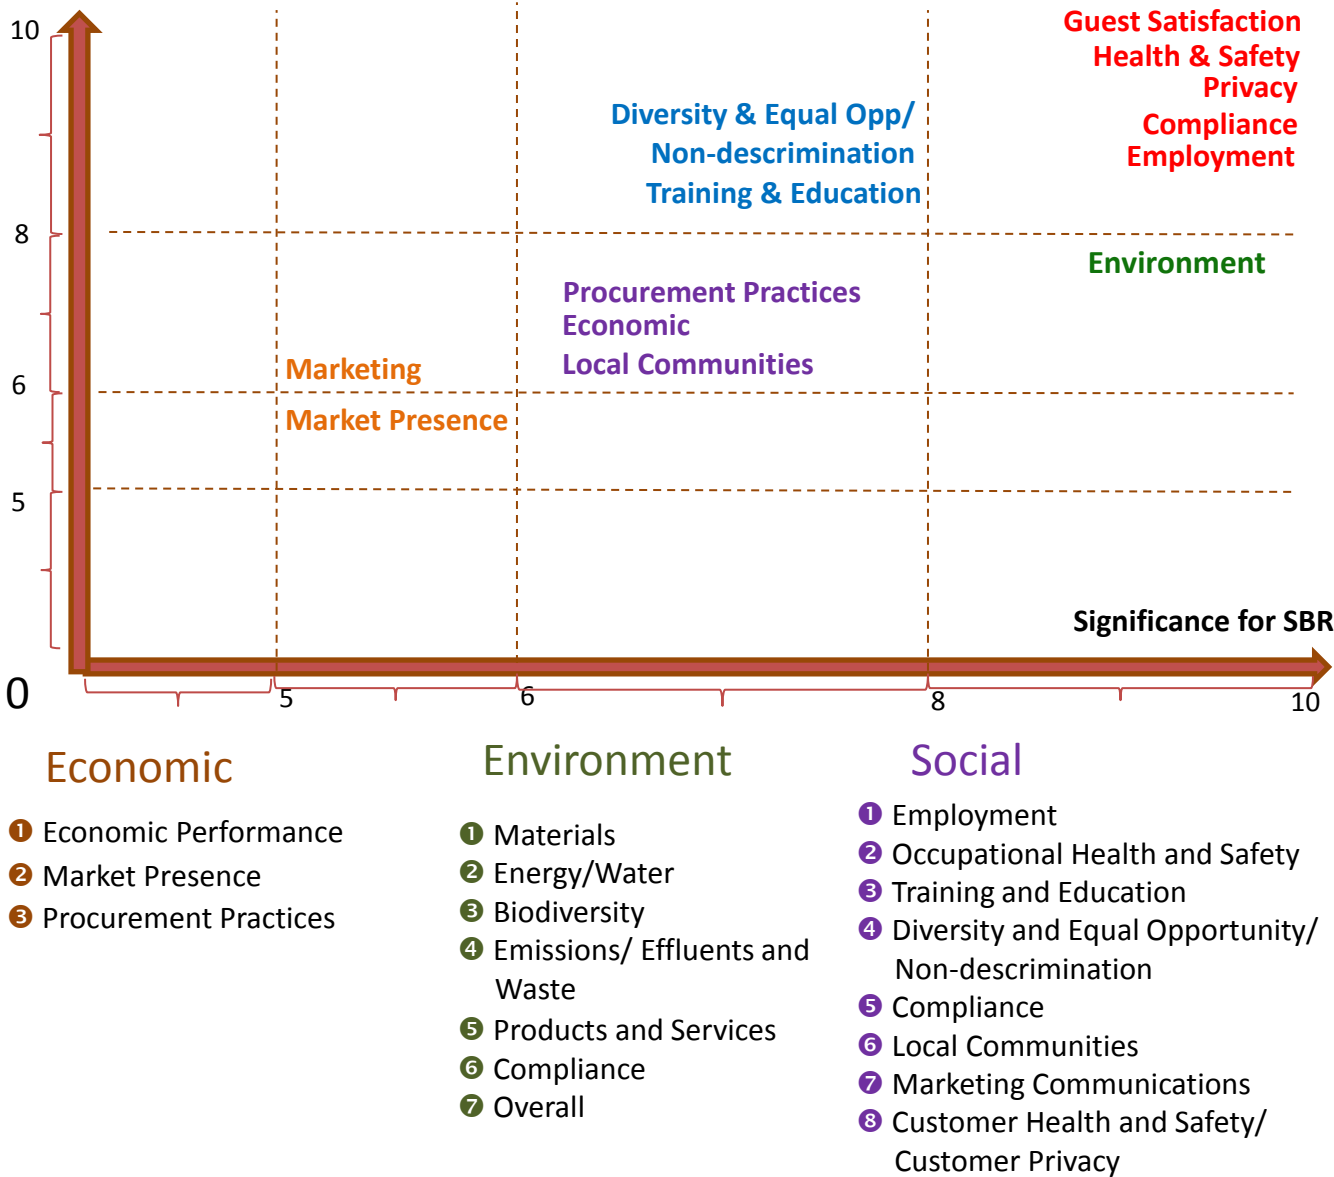 10
Guest Satisfaction
Health & Safety
Privacy
Compliance
Employment
Diversity & Equal Opp/
Non-descrimination
Training & Education
8
Environment
Procurement Practices
Economic
Local Communities
Marketing
6
Market Presence
5
Significance for SBR
0
5
6
8
10
Economic
❶ Economic Performance
❷ Market Presence
❸ Procurement Practices
Environment
❶ Materials
❷ Energy/Water
❸ Biodiversity
❹ Emissions/ Effluents and
Waste
❺ Products and Services
❻ Compliance
❼ Overall
Social
❶ Employment
❷ Occupational Health and Safety
❸ Training and Education
❹ Diversity and Equal Opportunity/
Non-descrimination
❺ Compliance
❻ Local Communities
❼ Marketing Communications
❽ Customer Health and Safety/
Customer Privacy